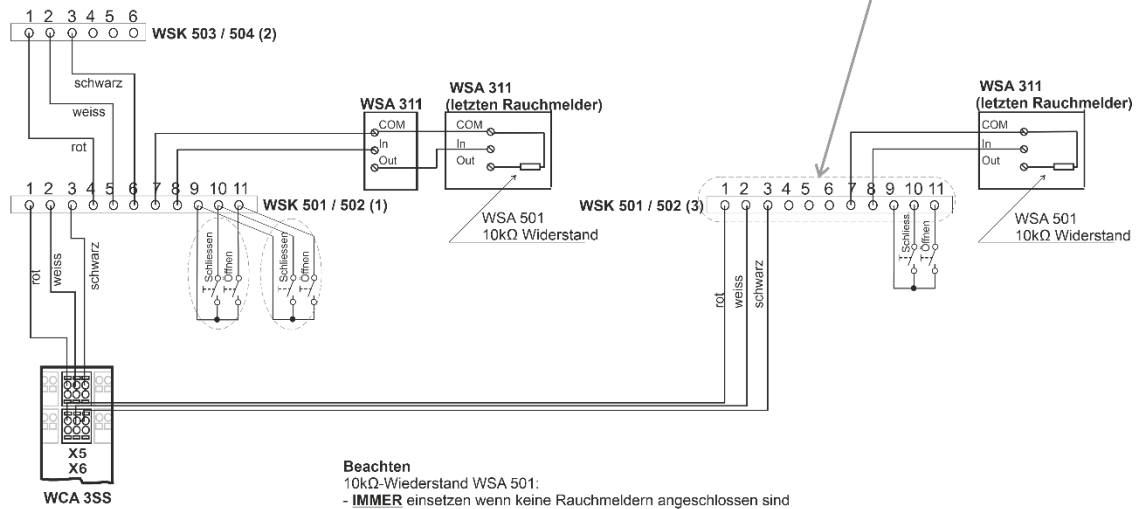 1 2 3 4 5 6
WSK 503 / 504 (2)
schwarz
weiss
rot
WSA 311
COM
In
Out
WSA 311
(letzten Rauchmelder)
COM
In
Out
WSA 501
10kΩ Widerstand
1 2 3 4 5 6 7 8 9 10 11
WSK 501 / 502 (1)
rot
weiss
schwarz
Schliessen
Öffnen
Schliessen
Öffnen
WSA 311
(letzten Rauchmelder)
COM
In
Out
WSA 501
10kΩ Widerstand
WSK 501 / 502 (3)
1 2 3 4 5 6 7 8 9 10 11
Schliess.
Öffnen
rot
weiss
schwarz
X5
X6
WCA 3SS
Beachten
10kΩ-Wiederstand WSA 501:
- IMMER einsetzen wenn keine Rauchmeldern angeschlossen sind